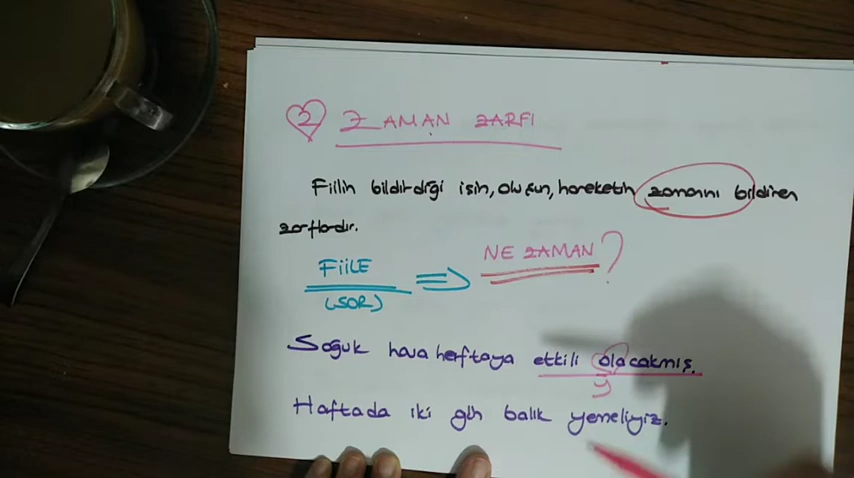 2 ZAMAN ZARFI
Fiilin bildirdiği işin, oluşun, hareketin zamanını bildiren
zarflardır.
FİİLE NE ZAMAN?
(SOR)
Soğuk hava haftaya etkili olacakmış.
y
Haftada iki gün balık yemeliyiz.